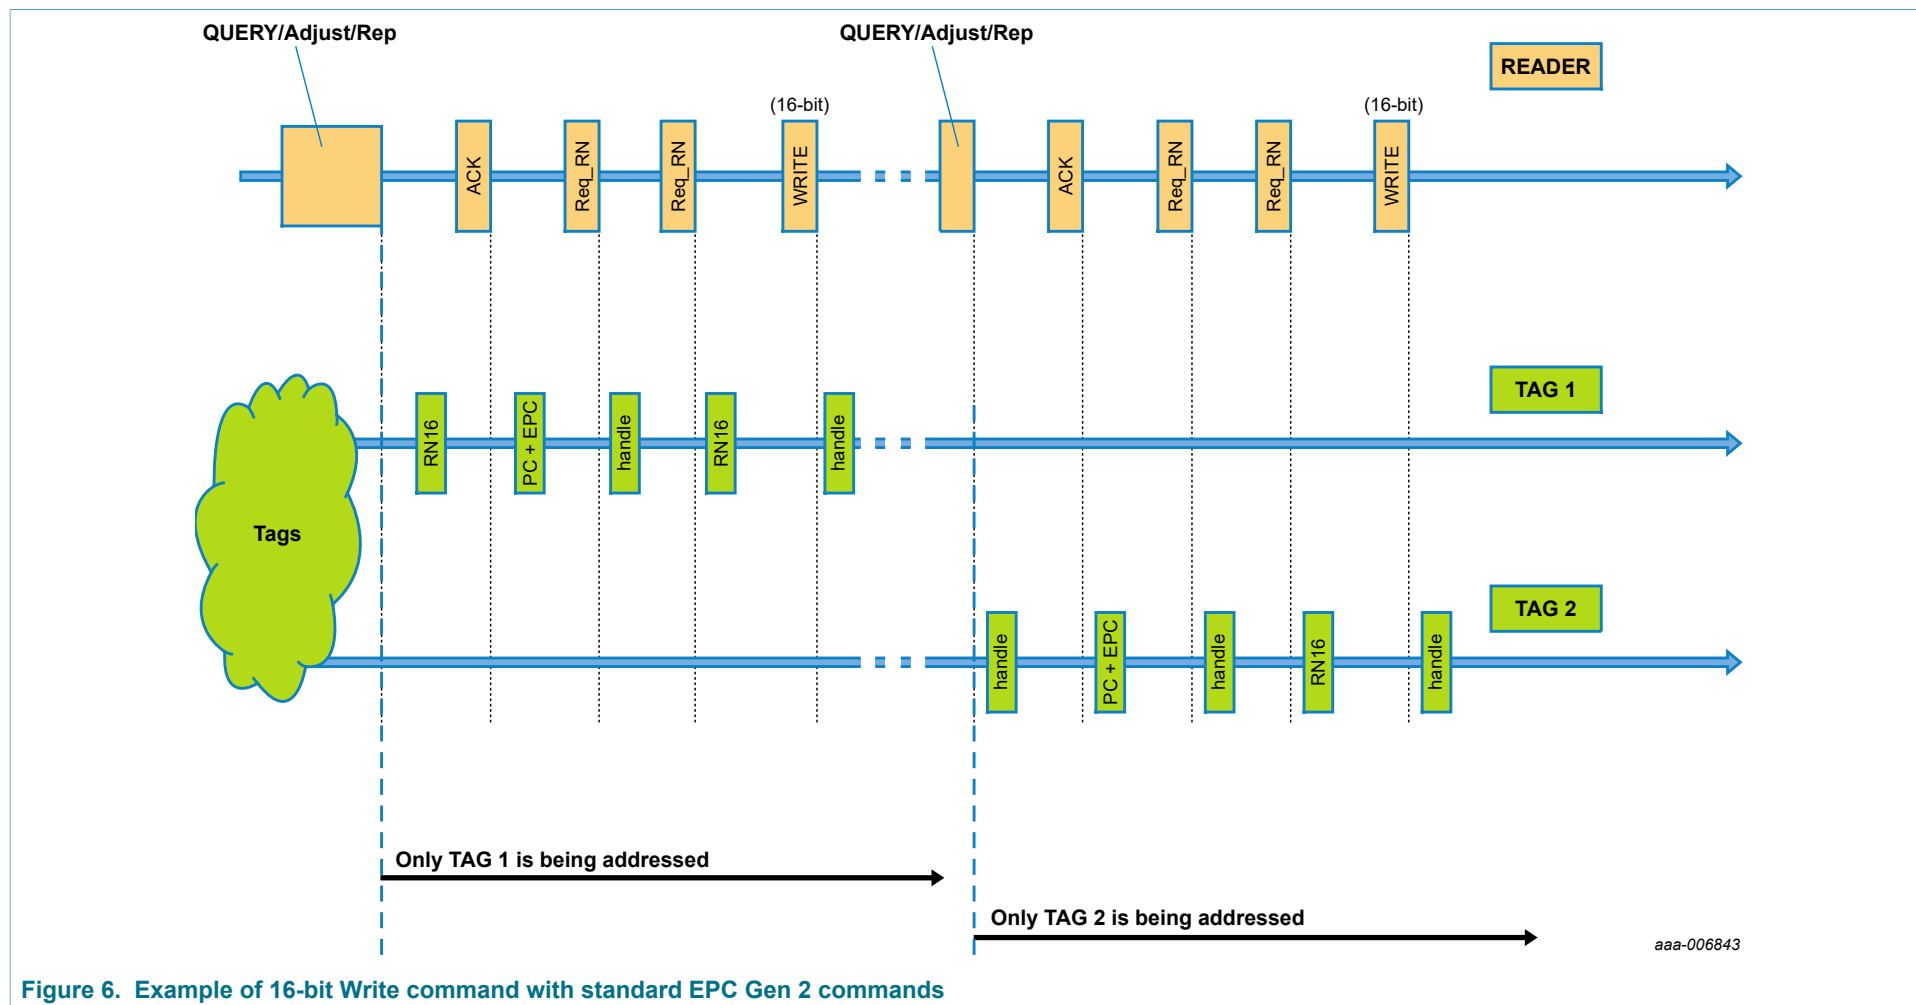 QUERY/Adjust/Rep
QUERY/Adjust/Rep
READER
(16-bit)
(16-bit)
ACK
Req_RN
Req_RN
WRITE
ACK
Req_RN
Req_RN
WRITE
TAG 1
RN16
PC + EPC
handle
RN16
handle
Tags
TAG 2
handle
PC + EPC
handle
RN16
handle
Only TAG 1 is being addressed
Only TAG 2 is being addressed
aaa-006843
Figure 6. Example of 16-bit Write command with standard EPC Gen 2 commands